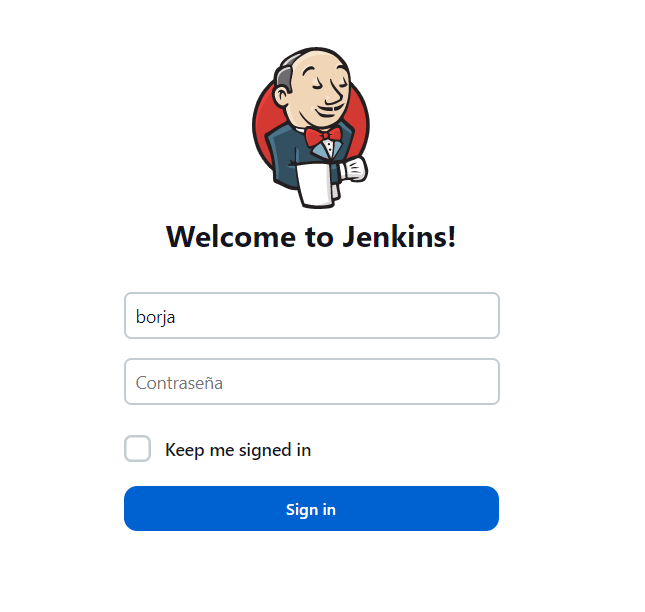 Welcome to Jenkins!
borja
Contraseña
Keep me signed in
Sign in